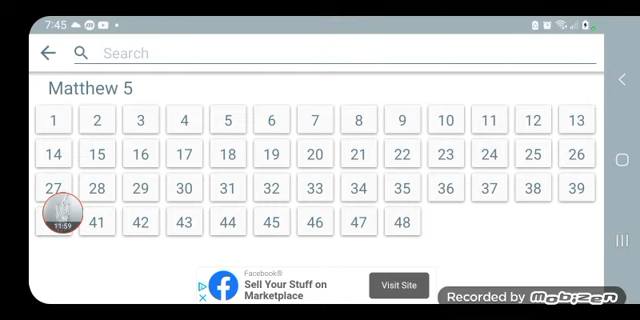 7:45
Search
Matthew 5
1 2 3 4 5 6 7 8 9 10 11 12 13
14 15 16 17 18 19 20 21 22 23 24 25 26
27 28 29 30 31 32 33 34 35 36 37 38 39
11:59
41 42 43 44 45 46 47 48
Facebook®
Sell Your Stuff on
Marketplace
Visit Site
Recorded by Mobizen